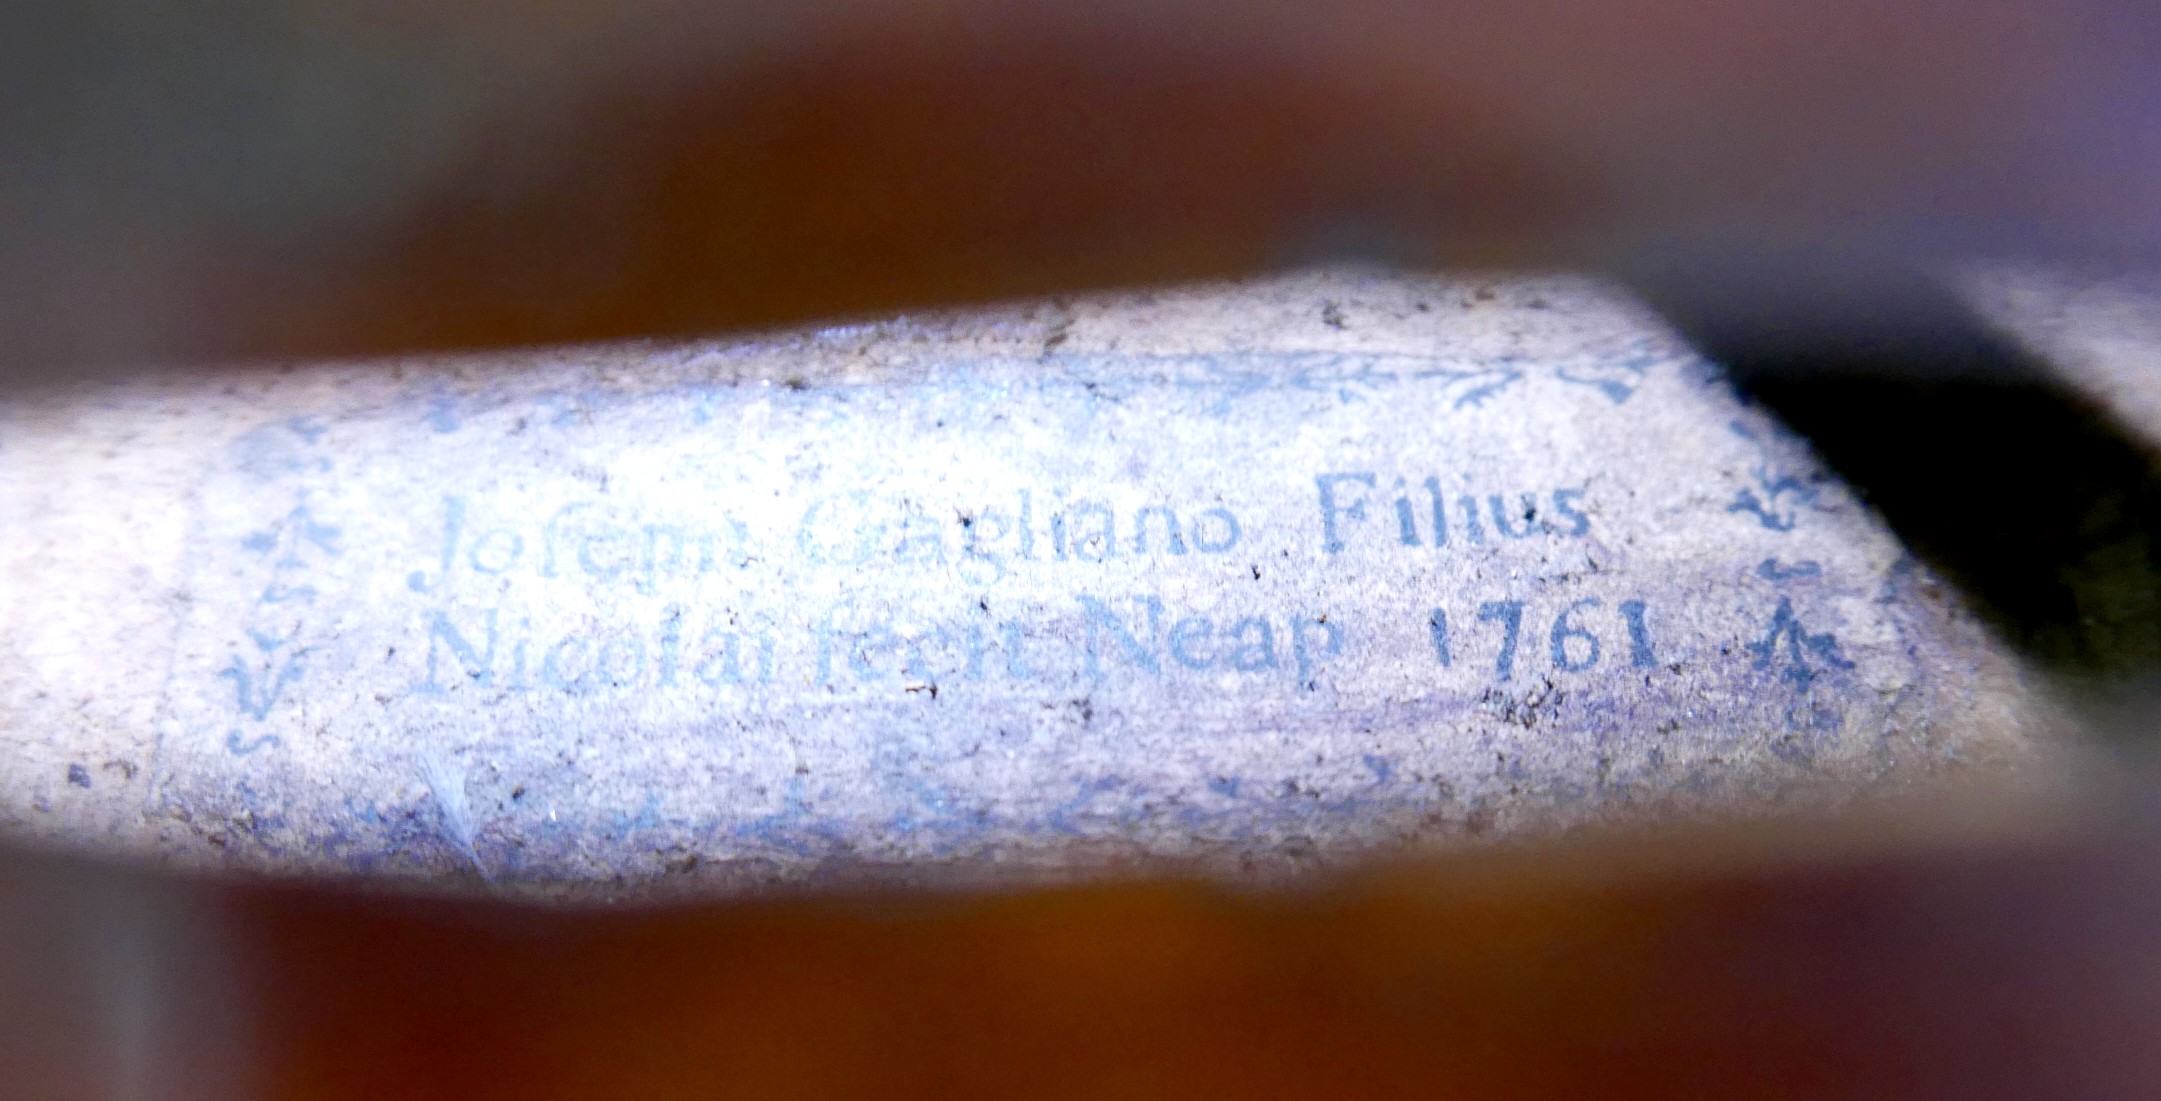 Joſeph Gagliano Filius
Nicolai fecit Neap 1761